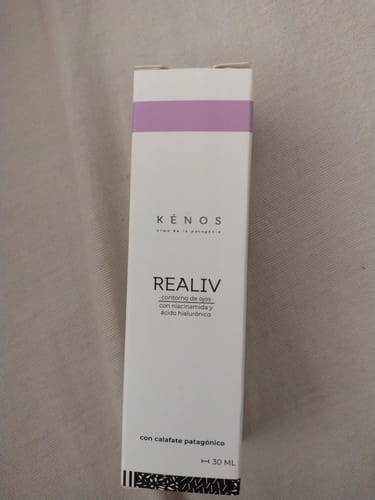 KÉNOS
alma de la patagonia
REALIV
-contorno de ojos-
con niacinamida y
ácido hialurónico
con calafate patagónico
30 ML